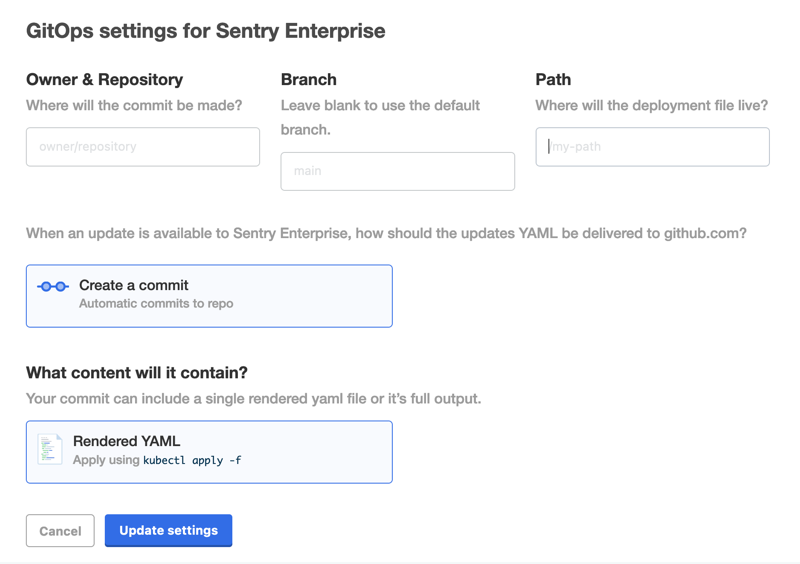 GitOps settings for Sentry Enterprise
Owner & Repository
Where will the commit be made?
owner/repository
Branch
Leave blank to use the default
branch.
main
Path
Where will the deployment file live?
/my-path
When an update is available to Sentry Enterprise, how should the updates YAML be delivered to github.com?
Create a commit
Automatic commits to repo
What content will it contain?
Your commit can include a single rendered yaml file or it's full output.
Rendered YAML
Apply using kubectl apply -f
Cancel
Update settings